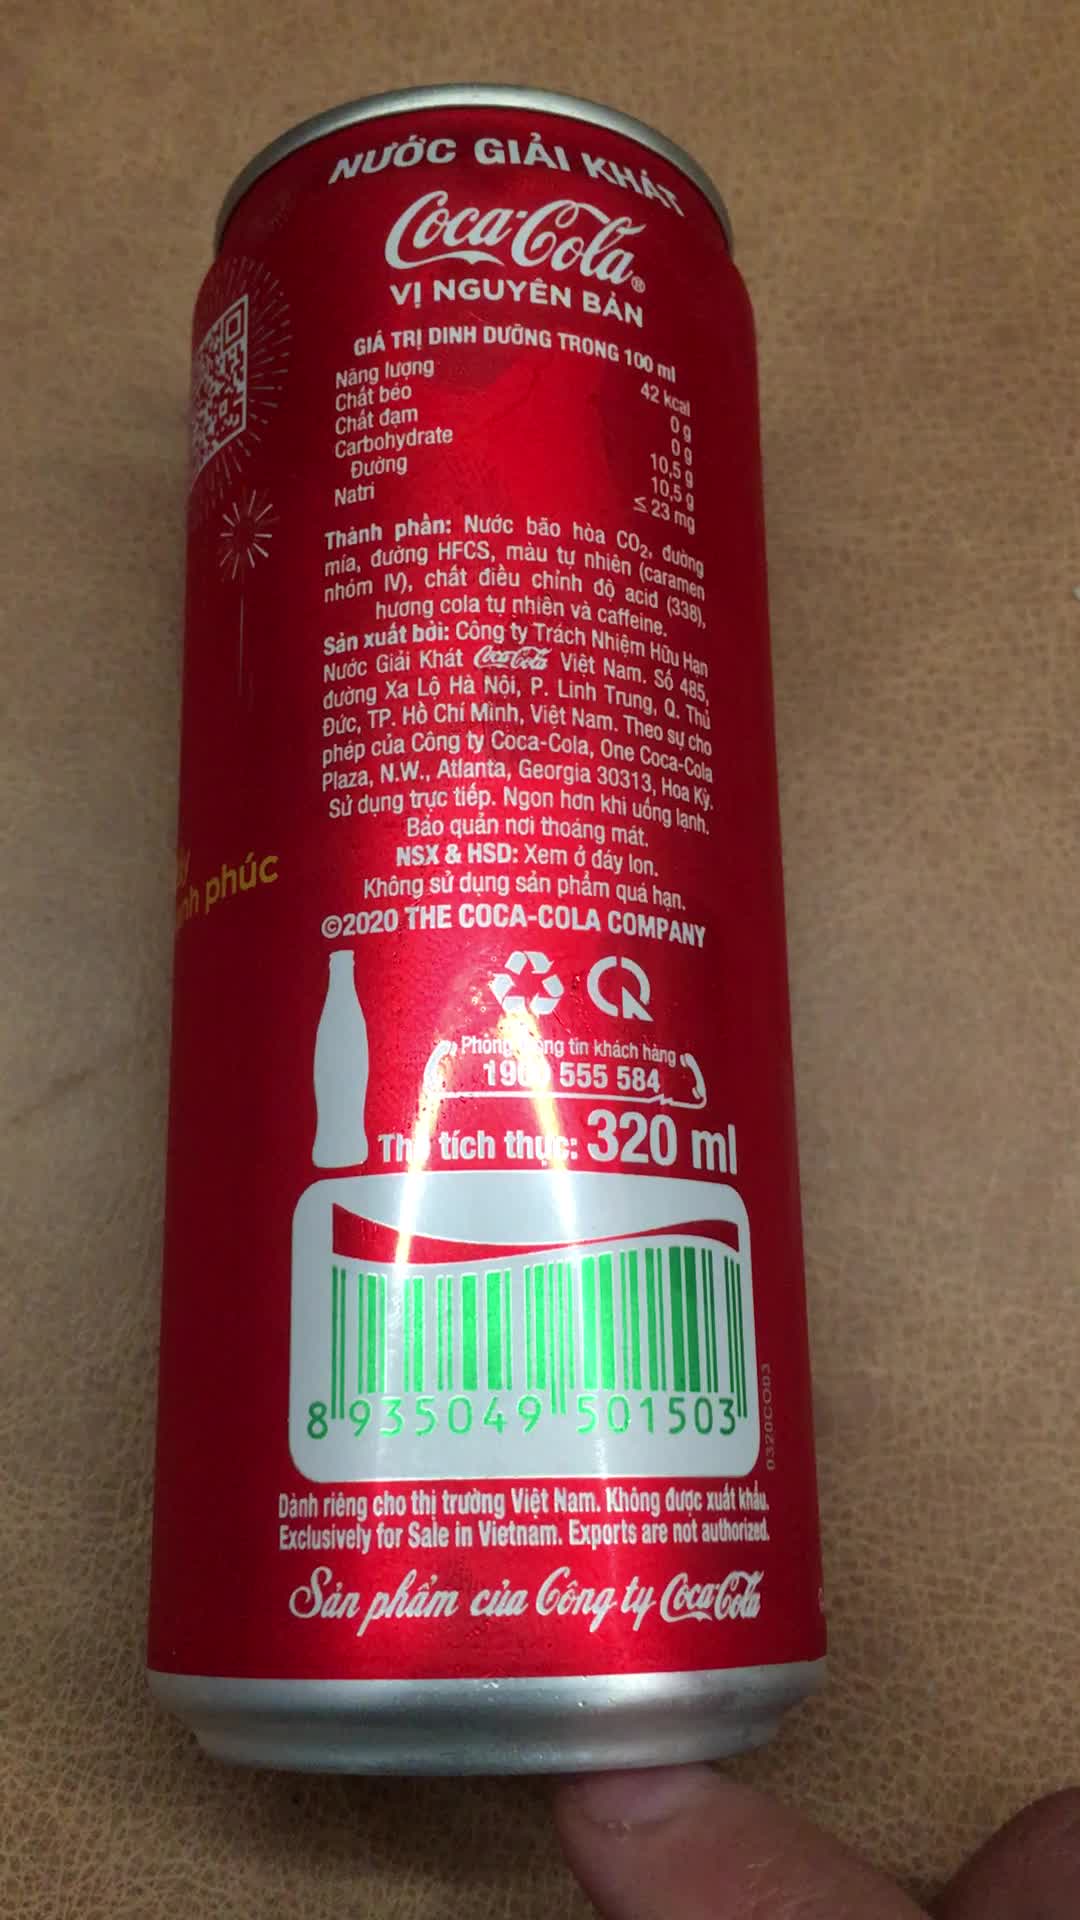 NƯỚC GIẢI KHÁT
Coca-Cola®
VỊ NGUYÊN BẢN
GIÁ TRỊ DINH DƯỠNG TRONG 100 ml
Năng lượng 42 kcal
Chất béo 0 g
Chất đạm 0 g
Carbohydrate 10,5 g
Đường 10,5 g
Natri ≤ 23 mg
Thành phần: Nước bão hòa CO₂, đường
mía, đường HFCS, màu tự nhiên (caramen
nhóm IV), chất điều chỉnh độ acid (338),
hương cola tự nhiên và caffeine.
Sản xuất bởi: Công ty Trách Nhiệm Hữu Hạn
Nước Giải Khát Coca-Cola Việt Nam. Số 485,
đường Xa Lộ Hà Nội, P. Linh Trung, Q. Thủ
Đức, TP. Hồ Chí Minh, Việt Nam. Theo sự cho
phép của Công ty Coca-Cola, One Coca-Cola
Plaza, N.W., Atlanta, Georgia 30313, Hoa Kỳ.
Sử dụng trực tiếp. Ngon hơn khi uống lạnh.
Bảo quản nơi thoáng mát.
NSX & HSD: Xem ở đáy lon.
Không sử dụng sản phẩm quá hạn.
©2020 THE COCA-COLA COMPANY
phúc
Phòng tin khách hàng
555 584
tích thực: 320 ml
8 935049 501503
0320CO03
Dành riêng cho thị trường Việt Nam. Không được xuất khẩu.
Exclusively for Sale in Vietnam. Exports are not authorized.
Sản phẩm của Công ty Coca-Cola